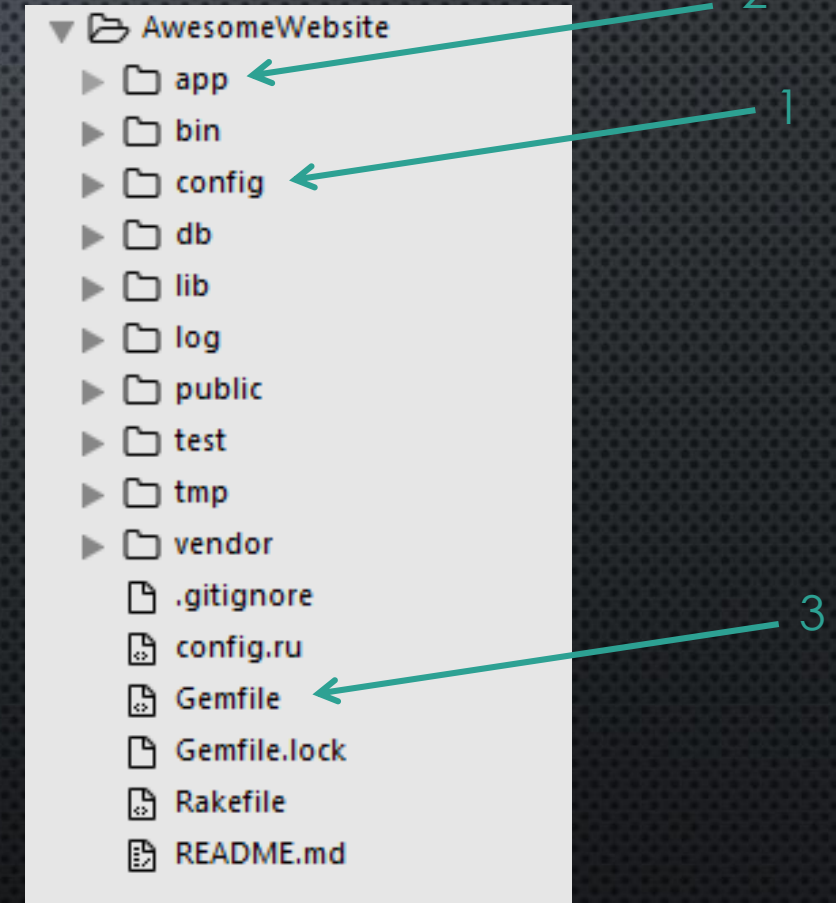 AwesomeWebsite
2
app
1
bin
config
db
lib
log
public
test
tmp
vendor
.gitignore
3
config.ru
Gemfile
Gemfile.lock
Rakefile
README.md